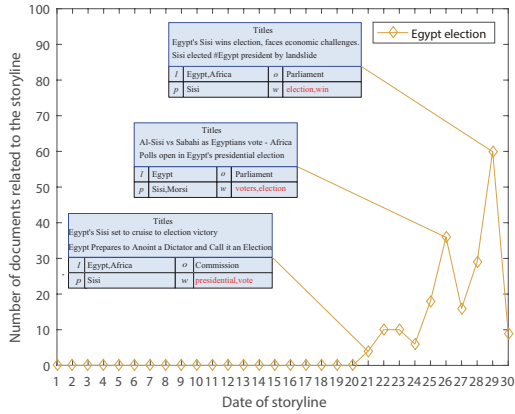 Number of documents related to the storyline
100
90
80
70
60
50
40
30
20
10
0
Egypt election
Titles
Egypt's Sisi wins election, faces economic challenges.
Sisi elected #Egypt president by landslide
l Egypt,Africa o Parliament
p Sisi w election,win
Titles
Al-Sisi vs Sabahi as Egyptians vote - Africa
Polls open in Egypt's presidential election
l Egypt o Parliament
p Sisi,Morsi w voters,election
Titles
Egypt's Sisi set to cruise to election victory
Egypt Prepares to Anoint a Dictator and Call it an Election
l Egypt,Africa o Commission
p Sisi w presidential,vote
1 2 3 4 5 6 7 8 9 10 11 12 13 14 15 16 17 18 19 20 21 22 23 24 25 26 27 28 29 30
Date of storyline